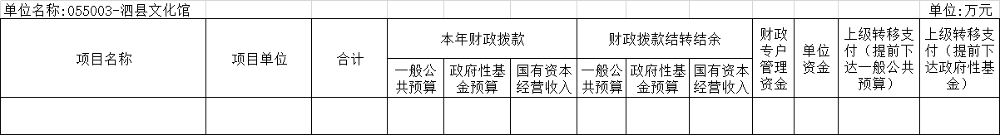 单位名称:055003-泗县文化馆 单位:万元
项目名称 项目单位 合计 本年财政拨款 财政拨款结转结余 财政专户管理资金 单位资金 上级转移支付（提前下达一般公共预算） 上级转移支付（提前下达政府性基金）
一般公共预算 政府性基金预算 国有资本经营收入 一般公共预算 政府性基金预算 国有资本经营收入